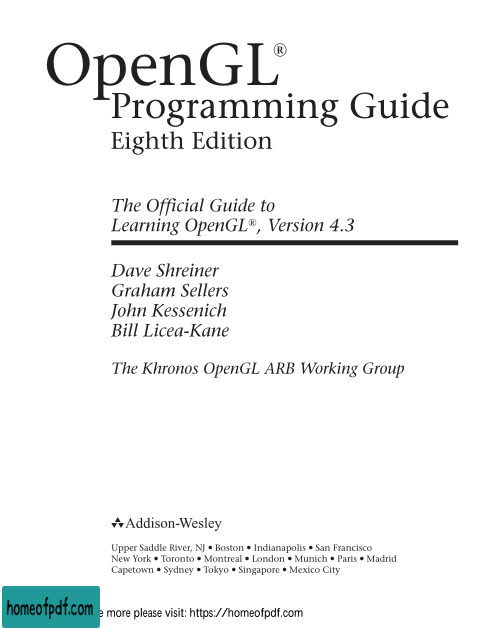 OpenGL®
Programming Guide
Eighth Edition
The Official Guide to
Learning OpenGL®, Version 4.3
Dave Shreiner
Graham Sellers
John Kessenich
Bill Licea-Kane
The Khronos OpenGL ARB Working Group
Addison-Wesley
Upper Saddle River, NJ • Boston • Indianapolis • San Francisco
New York • Toronto • Montreal • London • Munich • Paris • Madrid
Capetown • Sydney • Tokyo • Singapore • Mexico City
homeofpdf.com more please visit: https://homeofpdf.com